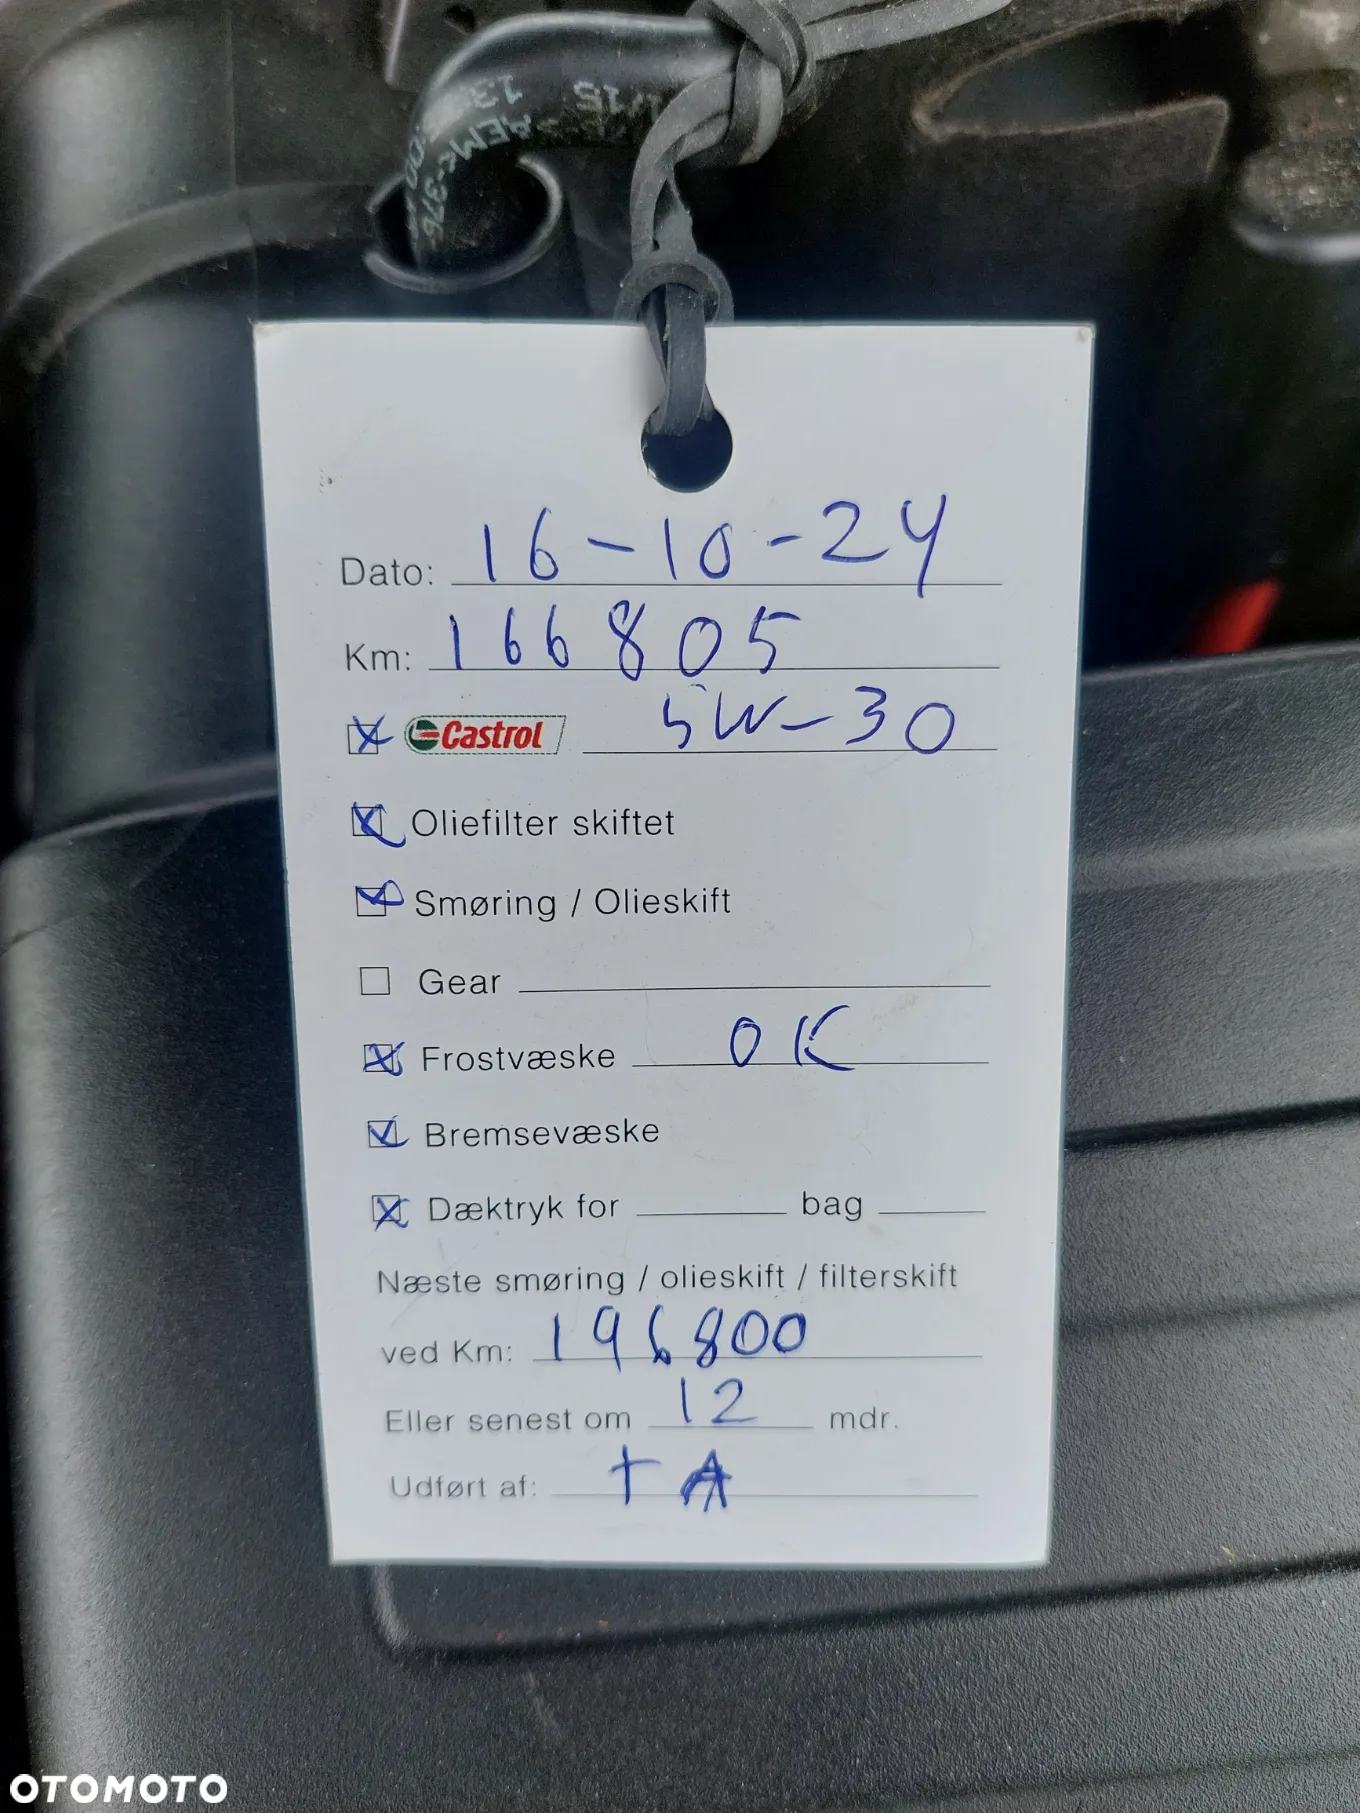 Dato: 16-10-24
Km: 166805
Castrol 5W-30
Oliefilter skiftet
Smøring / Olieskift
Gear
Frostvæske OK
Bremsevæske
Dæktryk for bag
Næste smøring / olieskift / filterskift
ved Km: 196800
Eller senest om 12 mdr.
Udført af: TA
OTOMOTO